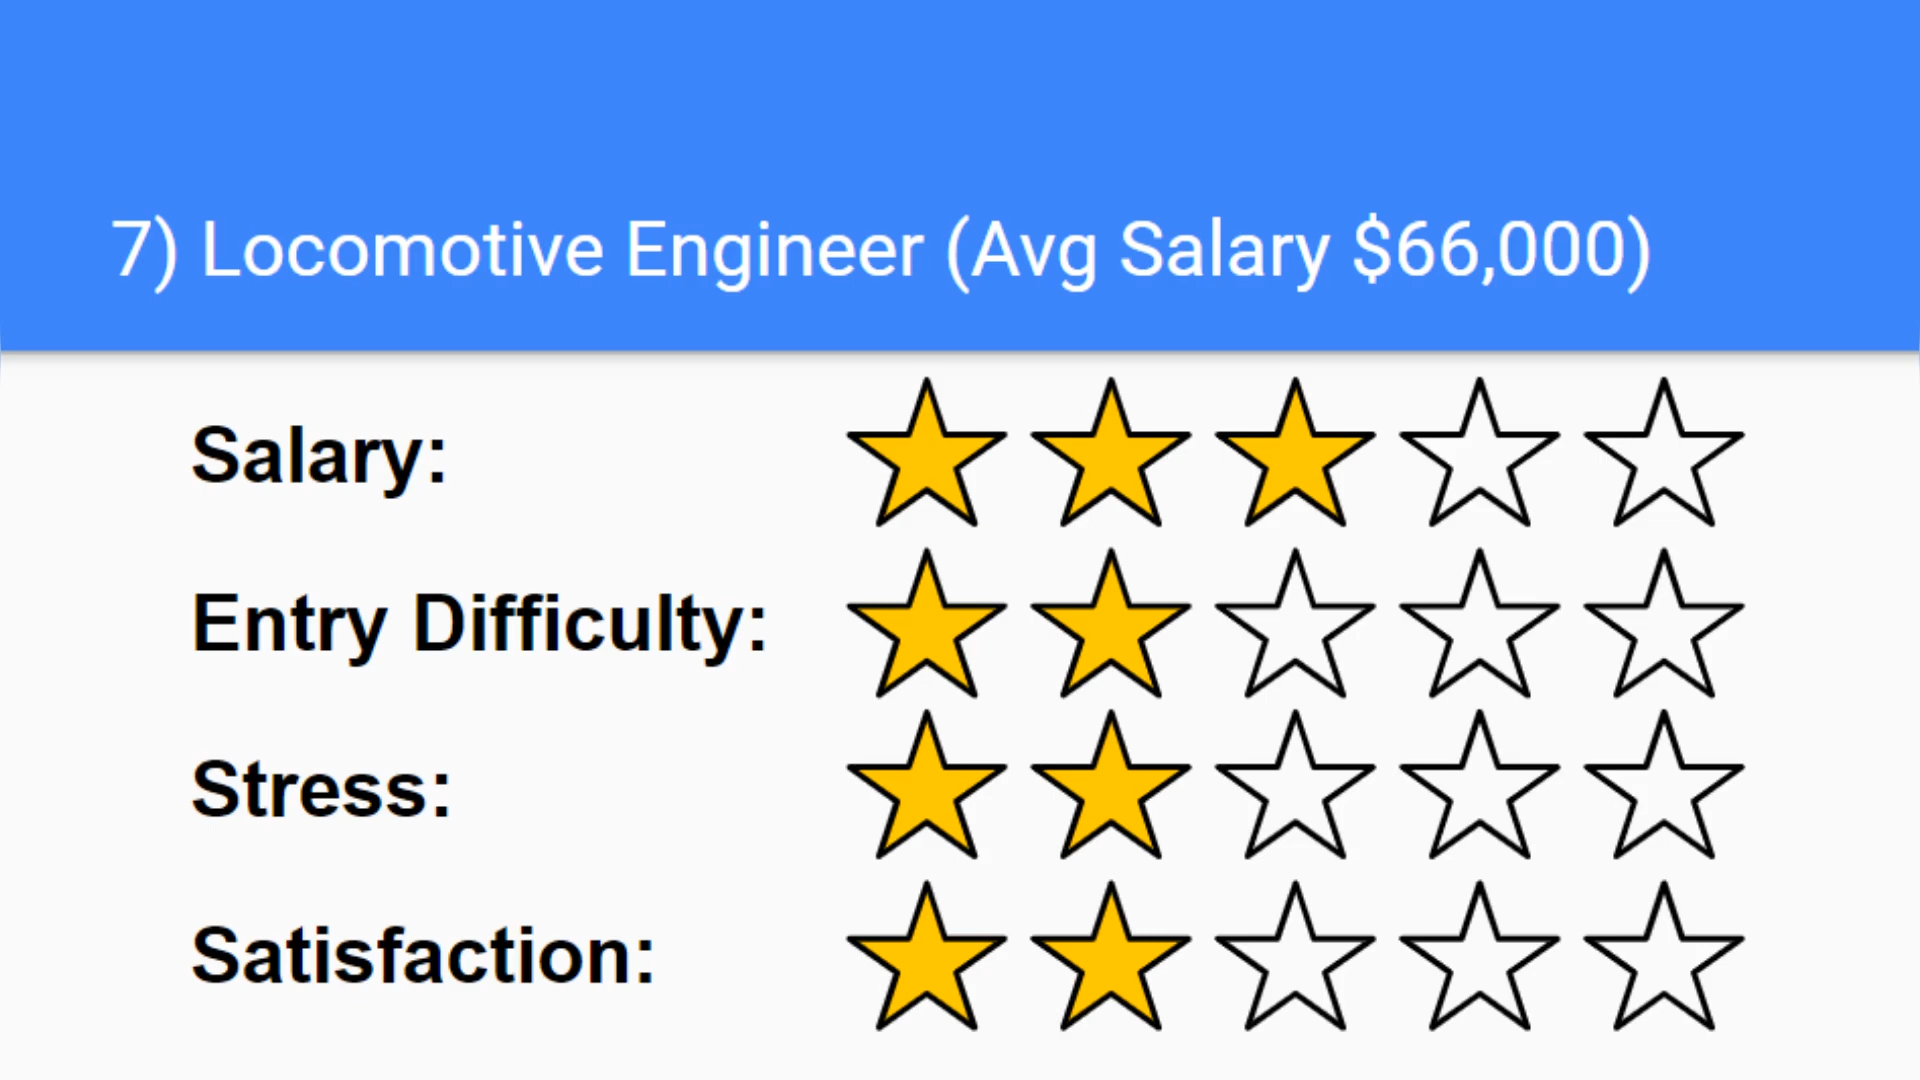 7) Locomotive Engineer (Avg Salary $66,000)
Salary:
Entry Difficulty:
Stress:
Satisfaction: